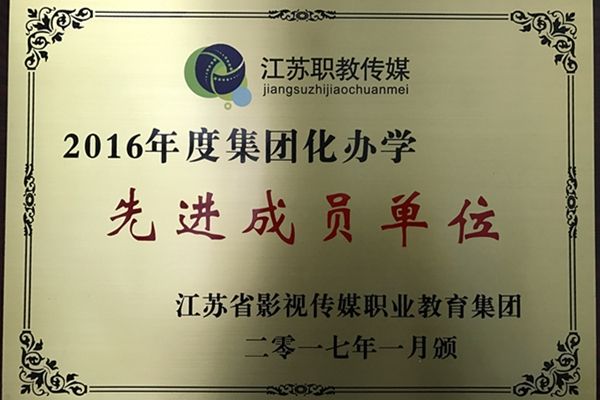 江苏职教传媒
jiangsuzhijiaochuanmei
2016年度集团化办学
先进成员单位
江苏省影视传媒职业教育集团
二零一七年一月颁